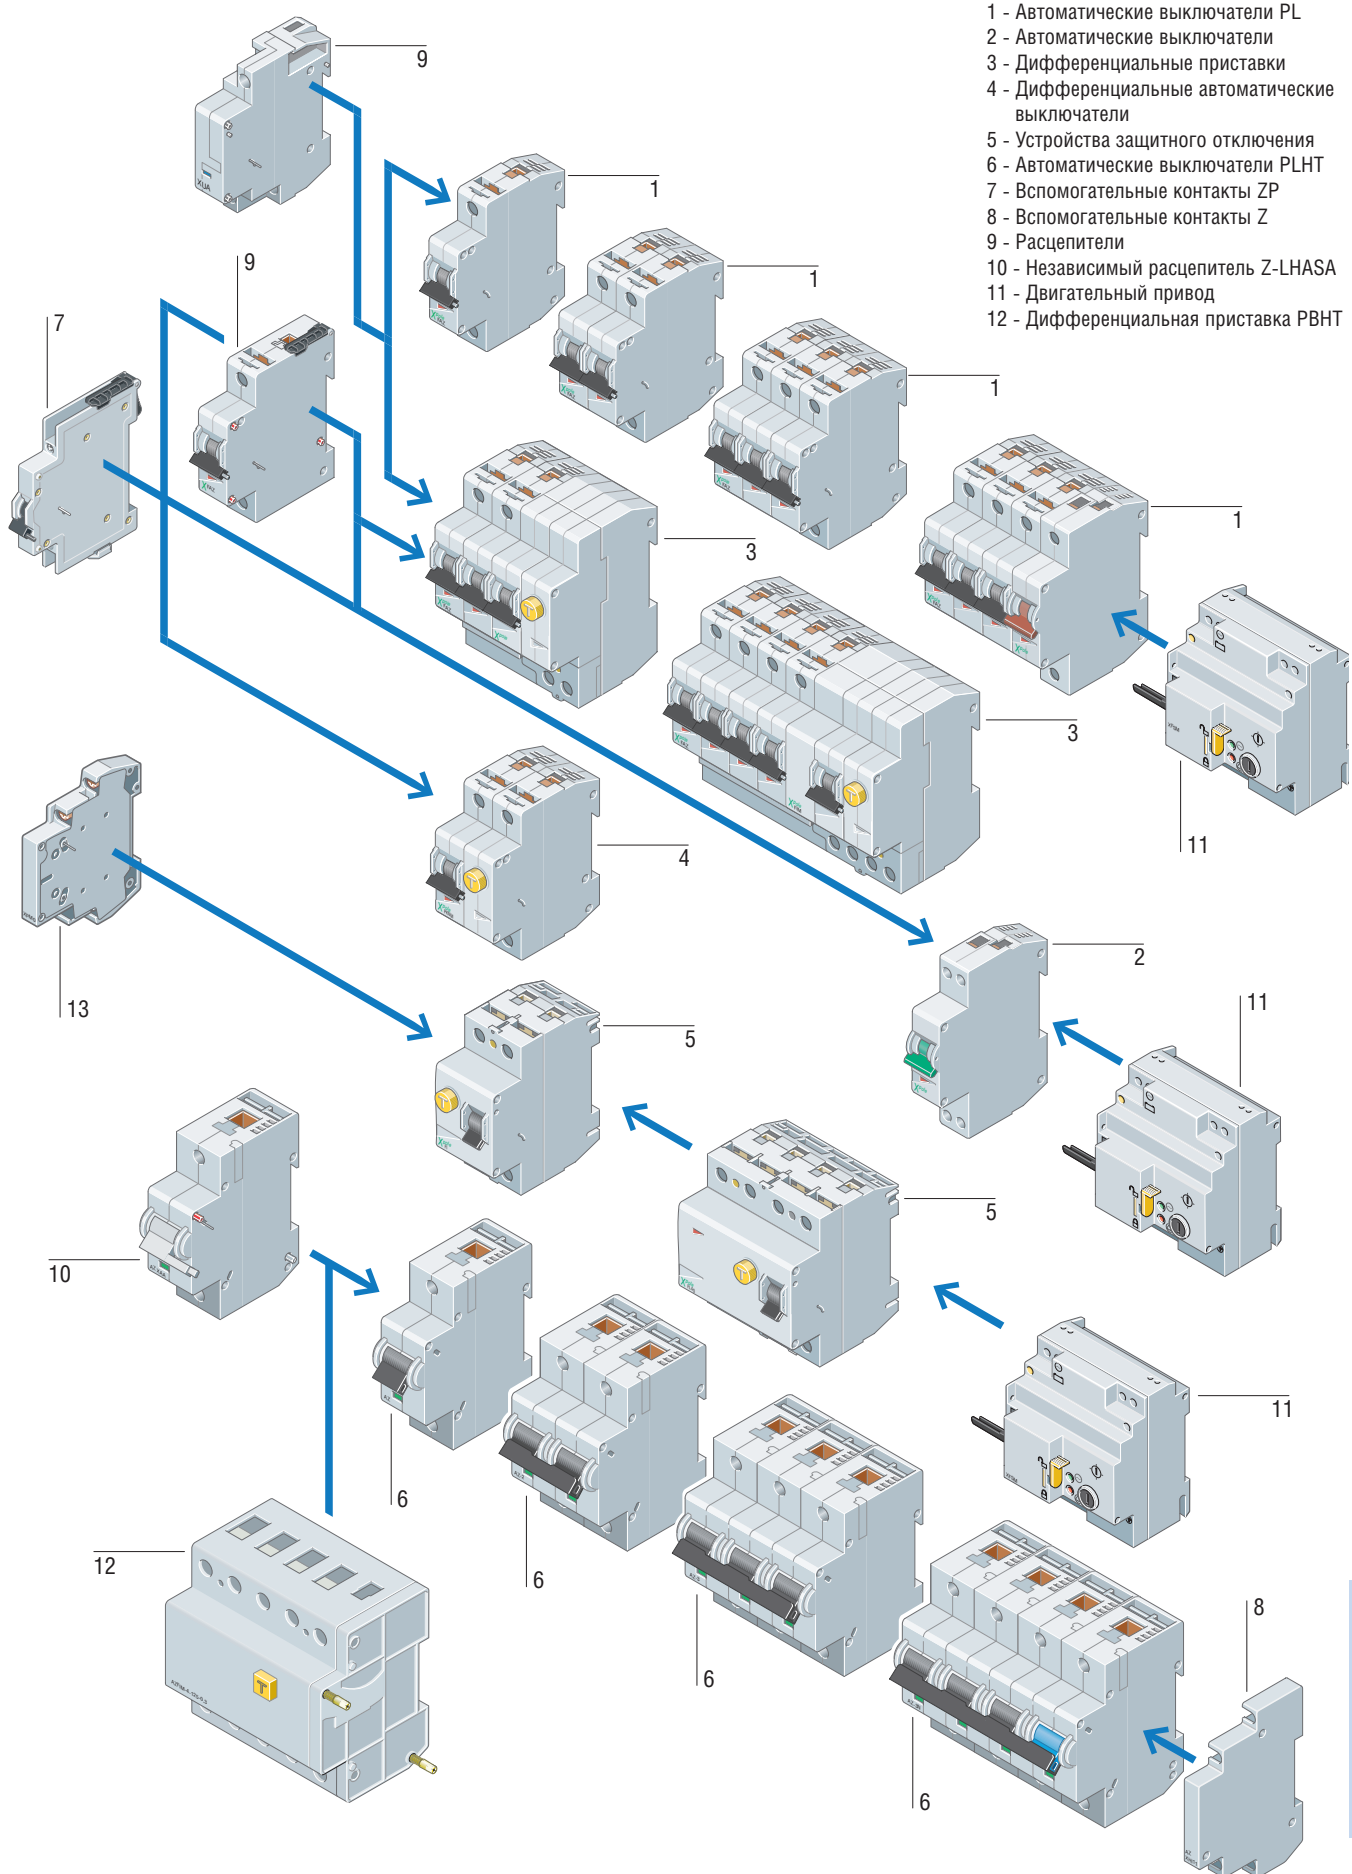 1 - Автоматические выключатели PL
2 - Автоматические выключатели
3 - Дифференциальные приставки
4 - Дифференциальные автоматические
выключатели
5 - Устройства защитного отключения
6 - Автоматические выключатели PLHT
7 - Вспомогательные контакты ZP
8 - Вспомогательные контакты Z
9 - Расцепители
10 - Независимый расцепитель Z-LHASA
11 - Двигательный привод
12 - Дифференциальная приставка PBHT
9
1
9
1
7
1
1
3
3
11
4
2
13
11
5
5
10
11
6
12
6
8
6
6
T
T
T
T
T
T